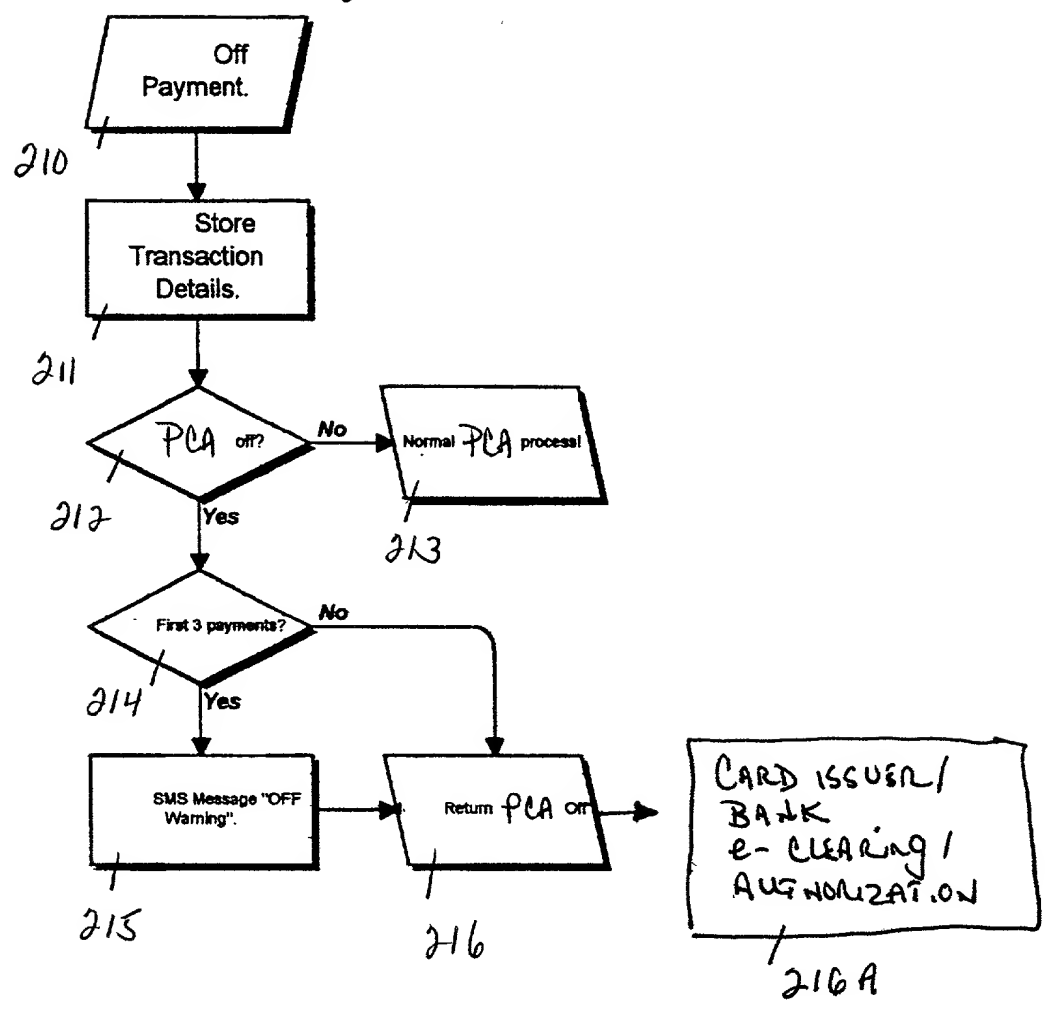 Off
Payment.
210
Store
Transaction
Details.
211
PCA off?
No
Normal PCA process!
212
Yes
213
First 3 payments?
No
214
Yes
SMS Message "OFF
Warning".
Return PCA Off
CARD ISSUER/
BANK
e- CLEARing/
AUTHORIZATION
215
216
216A